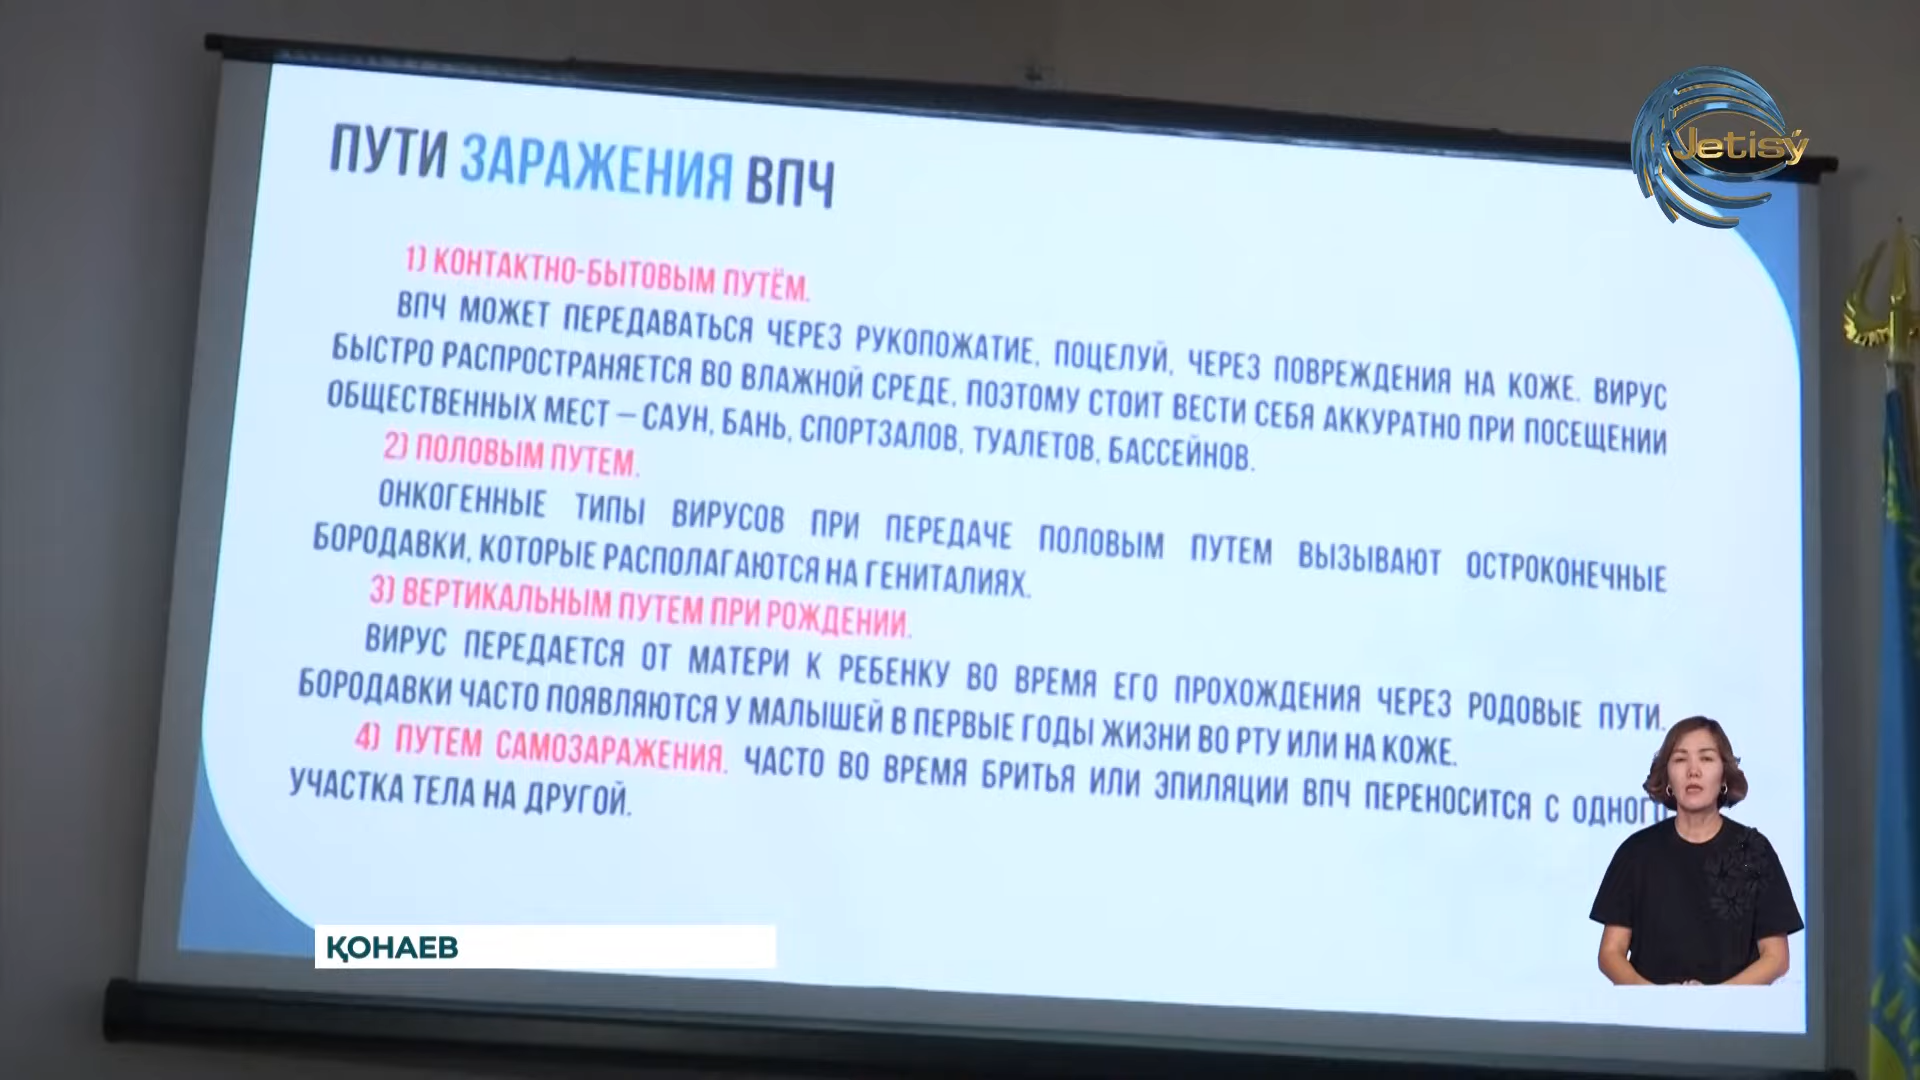 Jetisý
ПУТИ ЗАРАЖЕНИЯ ВПЧ
1) КОНТАКТНО-БЫТОВЫМ ПУТЁМ.
ВПЧ МОЖЕТ ПЕРЕДАВАТЬСЯ ЧЕРЕЗ РУКОПОЖАТИЕ, ПОЦЕЛУЙ, ЧЕРЕЗ ПОВРЕЖДЕНИЯ НА КОЖЕ. ВИРУС
БЫСТРО РАСПРОСТРАНЯЕТСЯ ВО ВЛАЖНОЙ СРЕДЕ, ПОЭТОМУ СТОИТ ВЕСТИ СЕБЯ АККУРАТНО ПРИ ПОСЕЩЕНИИ
ОБЩЕСТВЕННЫХ МЕСТ – САУН, БАНЬ, СПОРТЗАЛОВ, ТУАЛЕТОВ, БАССЕЙНОВ.
2) ПОЛОВЫМ ПУТЕМ.
ОНКОГЕННЫЕ ТИПЫ ВИРУСОВ ПРИ ПЕРЕДАЧЕ ПОЛОВЫМ ПУТЕМ ВЫЗЫВАЮТ ОСТРОКОНЕЧНЫЕ
БОРОДАВКИ, КОТОРЫЕ РАСПОЛАГАЮТСЯ НА ГЕНИТАЛИЯХ.
3) ВЕРТИКАЛЬНЫМ ПУТЕМ ПРИ РОЖДЕНИИ.
ВИРУС ПЕРЕДАЕТСЯ ОТ МАТЕРИ К РЕБЕНКУ ВО ВРЕМЯ ЕГО ПРОХОЖДЕНИЯ ЧЕРЕЗ РОДОВЫЕ ПУТИ.
БОРОДАВКИ ЧАСТО ПОЯВЛЯЮТСЯ У МАЛЫШЕЙ В ПЕРВЫЕ ГОДЫ ЖИЗНИ ВО РТУ ИЛИ НА КОЖЕ.
4) ПУТЕМ САМОЗАРАЖЕНИЯ. ЧАСТО ВО ВРЕМЯ БРИТЬЯ ИЛИ ЭПИЛЯЦИИ ВПЧ ПЕРЕНОСИТСЯ С ОДНОГО
УЧАСТКА ТЕЛА НА ДРУГОЙ.
ҚОНАЕВ